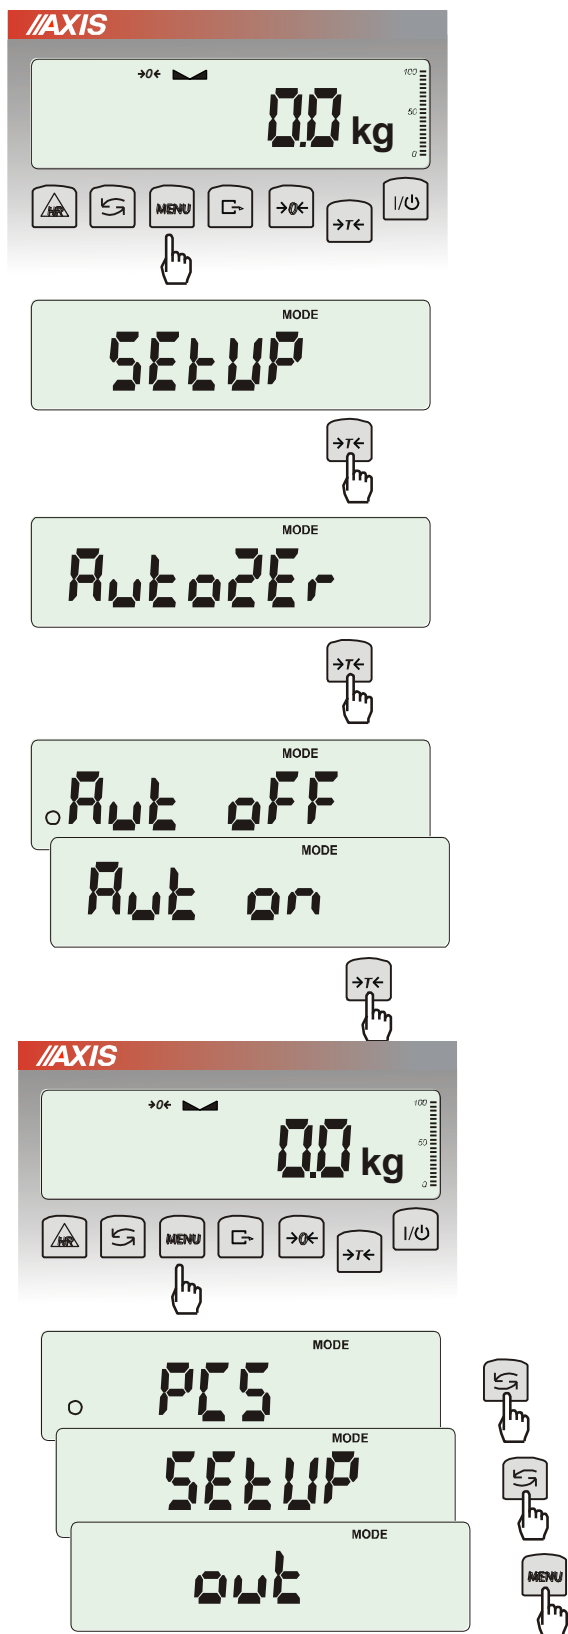 //AXIS
→0←
100
50
0
0.0 kg
HR MENU →0← →T← I/⏻
MODE
SEtUP
→T←
MODE
AutoZEr
→T←
MODE
Aut oFF
MODE
Aut on
→T←
//AXIS
→0←
100
50
0
0.0 kg
HR MENU →0← →T← I/⏻
MODE
PCS
MODE
SEtUP
MODE
out
MENU